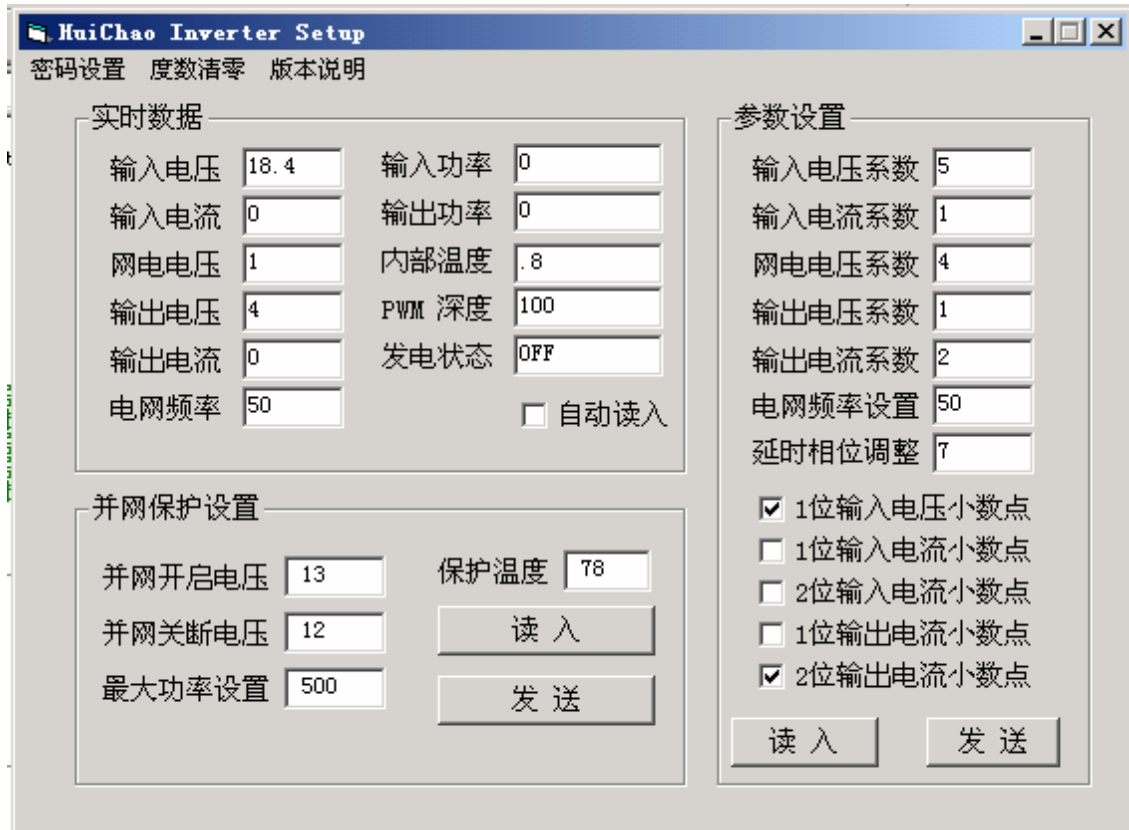 HuiChao Inverter Setup
密码设置 度数清零 版本说明
实时数据
输入电压 18.4
输入电流 0
网电电压 1
输出电压 4
输出电流 0
电网频率 50
输入功率 0
输出功率 0
内部温度 .8
PWM 深度 100
发电状态 OFF
自动读入
并网保护设置
并网开启电压 13
并网关断电压 12
最大功率设置 500
保护温度 78
读 入
发 送
参数设置
输入电压系数 5
输入电流系数 1
网电电压系数 4
输出电压系数 1
输出电流系数 2
电网频率设置 50
延时相位调整 7
1位输入电压小数点
1位输入电流小数点
2位输入电流小数点
1位输出电流小数点
2位输出电流小数点
读 入 发 送